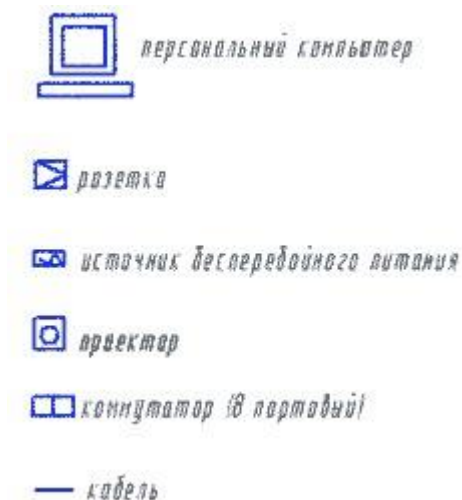 персональный компьютер
розетка
источник бесперебойного питания
проектор
коммутатор (8 портовый)
кабель